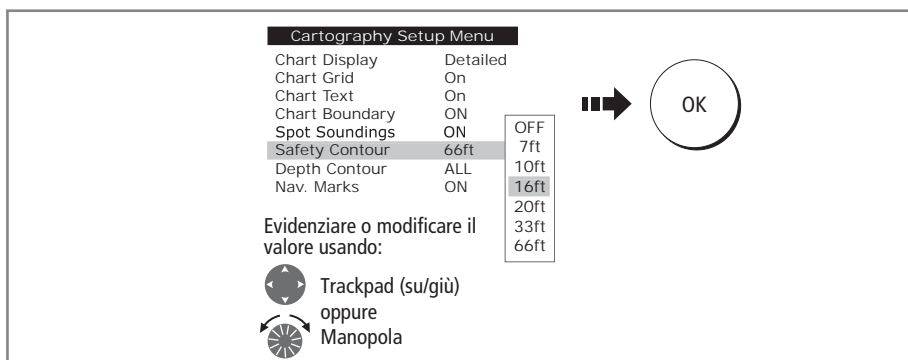 Cartography Setup Menu
Chart Display Detailed
Chart Grid On
Chart Text On
Chart Boundary ON
Spot Soundings ON
Safety Contour 66ft
Depth Contour ALL
Nav. Marks ON
OFF
7ft
10ft
16ft
20ft
33ft
66ft
OK
Evidenziare o modificare il
valore usando:
Trackpad (su/giù)
oppure
Manopola